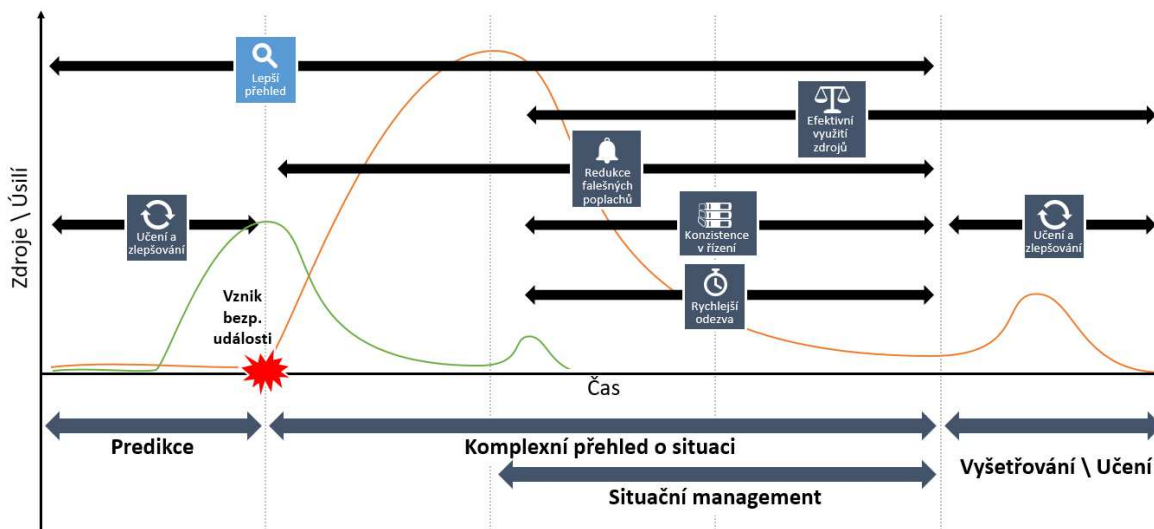 Lepší
přehled
Efektivní
využití
zdrojů
Redukce
falešných
poplachů
Zdroje \ Úsilí
Učení a
zlepšování
Konzistence
v řízení
Učení a
zlepšování
Vznik
bezp.
události
Rychlejší
odezva
Čas
Predikce
Komplexní přehled o situaci
Vyšetřování \ Učení
Situační management